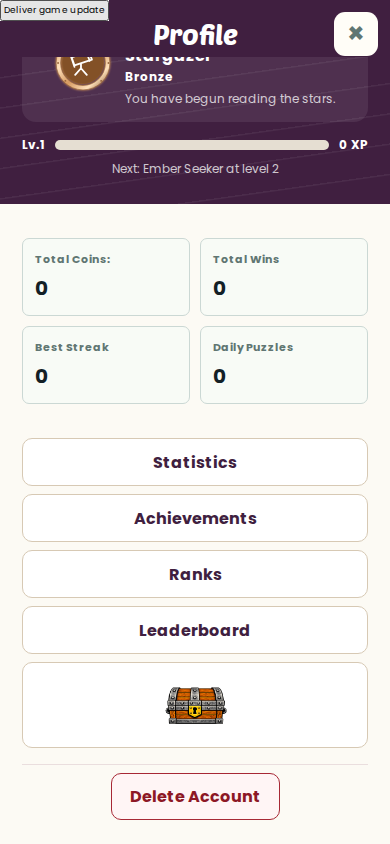 Deliver game update
Profile
Stargazer
Bronze
You have begun reading the stars.
Lv.1
0 XP
Next: Ember Seeker at level 2
Total Coins:
0
Total Wins
0
Best Streak
0
Daily Puzzles
0
Statistics
Achievements
Ranks
Leaderboard
Delete Account